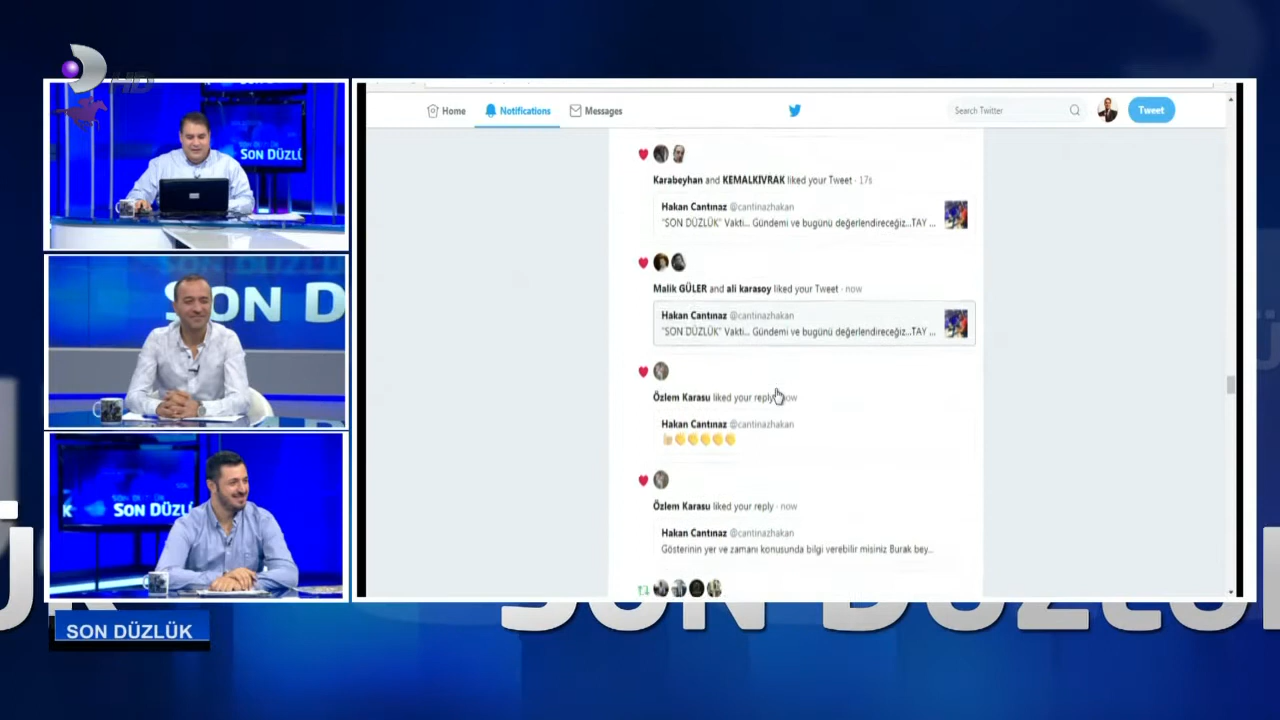 HD
SON DÜZLÜ
SON D
SON DÜZLÜ
SON DÜZLÜK
Home
Notifications
Messages
Search Twitter
Tweet
Karabeyhan and KEMALKIVRAK liked your Tweet · 17s
Hakan Cantınaz @cantinazhakan
"SON DÜZLÜK" Vakti... Gündemi ve bugünü değerlendireceğiz...TAY ...
Malik GÜLER and ali karasoy liked your Tweet · now
Hakan Cantınaz @cantinazhakan
"SON DÜZLÜK" Vakti... Gündemi ve bugünü değerlendireceğiz...TAY ...
Özlem Karasu liked your reply now
Hakan Cantınaz @cantinazhakan
Özlem Karasu liked your reply · now
Hakan Cantınaz @cantinazhakan
Gösterinin yer ve zamanı konusunda bilgi verebilir misiniz Burak bey...
SON DÜZLÜ